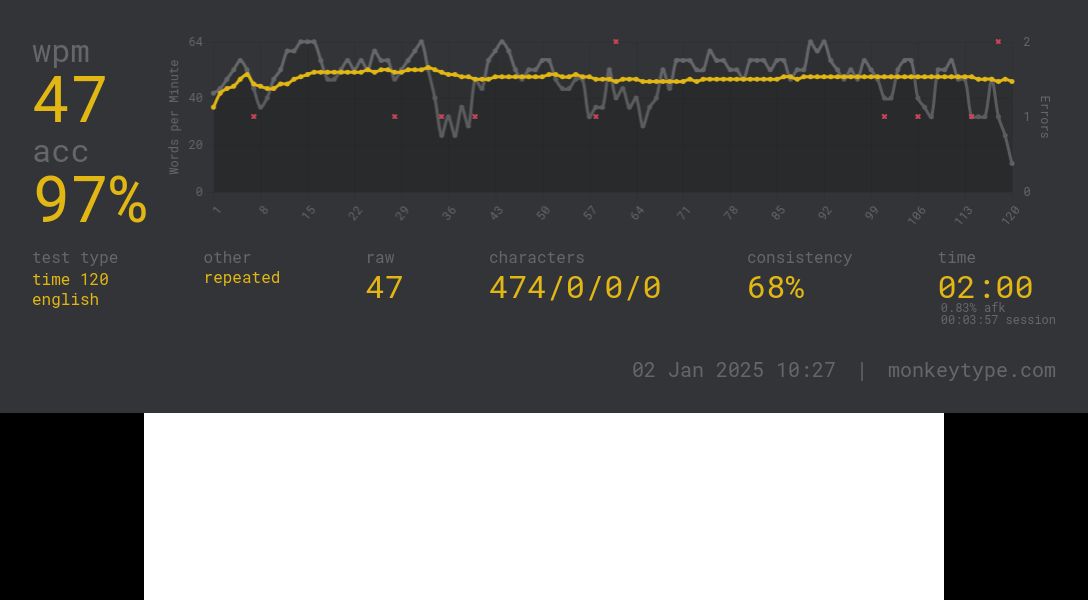 wpm
47
acc
97%
Words per Minute
64
40
20
0
2
1
0
Errors
1 8 15 22 29 36 43 50 57 64 71 78 85 92 99 106 113 120
test type
time 120
english
other
repeated
raw
47
characters
474/0/0/0
consistency
68%
time
02:00
0.83% afk
00:03:57 session
02 Jan 2025 10:27 | monkeytype.com